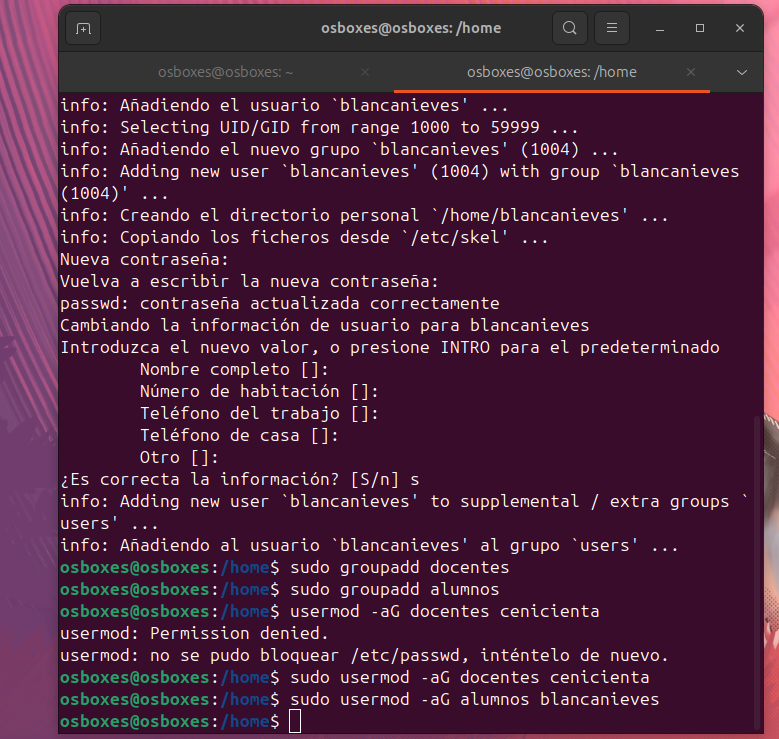 osboxes@osboxes: /home
osboxes@osboxes: ~
osboxes@osboxes: /home
info: Añadiendo el usuario `blancanieves' ...
info: Selecting UID/GID from range 1000 to 59999 ...
info: Añadiendo el nuevo grupo `blancanieves' (1004) ...
info: Adding new user `blancanieves' (1004) with group `blancanieves
(1004)' ...
info: Creando el directorio personal `/home/blancanieves' ...
info: Copiando los ficheros desde `/etc/skel' ...
Nueva contraseña:
Vuelva a escribir la nueva contraseña:
passwd: contraseña actualizada correctamente
Cambiando la información de usuario para blancanieves
Introduzca el nuevo valor, o presione INTRO para el predeterminado
Nombre completo []:
Número de habitación []:
Teléfono del trabajo []:
Teléfono de casa []:
Otro []:
¿Es correcta la información? [S/n] s
info: Adding new user `blancanieves' to supplemental / extra groups `
users' ...
info: Añadiendo al usuario `blancanieves' al grupo `users' ...
osboxes@osboxes:/home$ sudo groupadd docentes
osboxes@osboxes:/home$ sudo groupadd alumnos
osboxes@osboxes:/home$ usermod -aG docentes cenicienta
usermod: Permission denied.
usermod: no se pudo bloquear /etc/passwd, inténtelo de nuevo.
osboxes@osboxes:/home$ sudo usermod -aG docentes cenicienta
osboxes@osboxes:/home$ sudo usermod -aG alumnos blancanieves
osboxes@osboxes:/home$